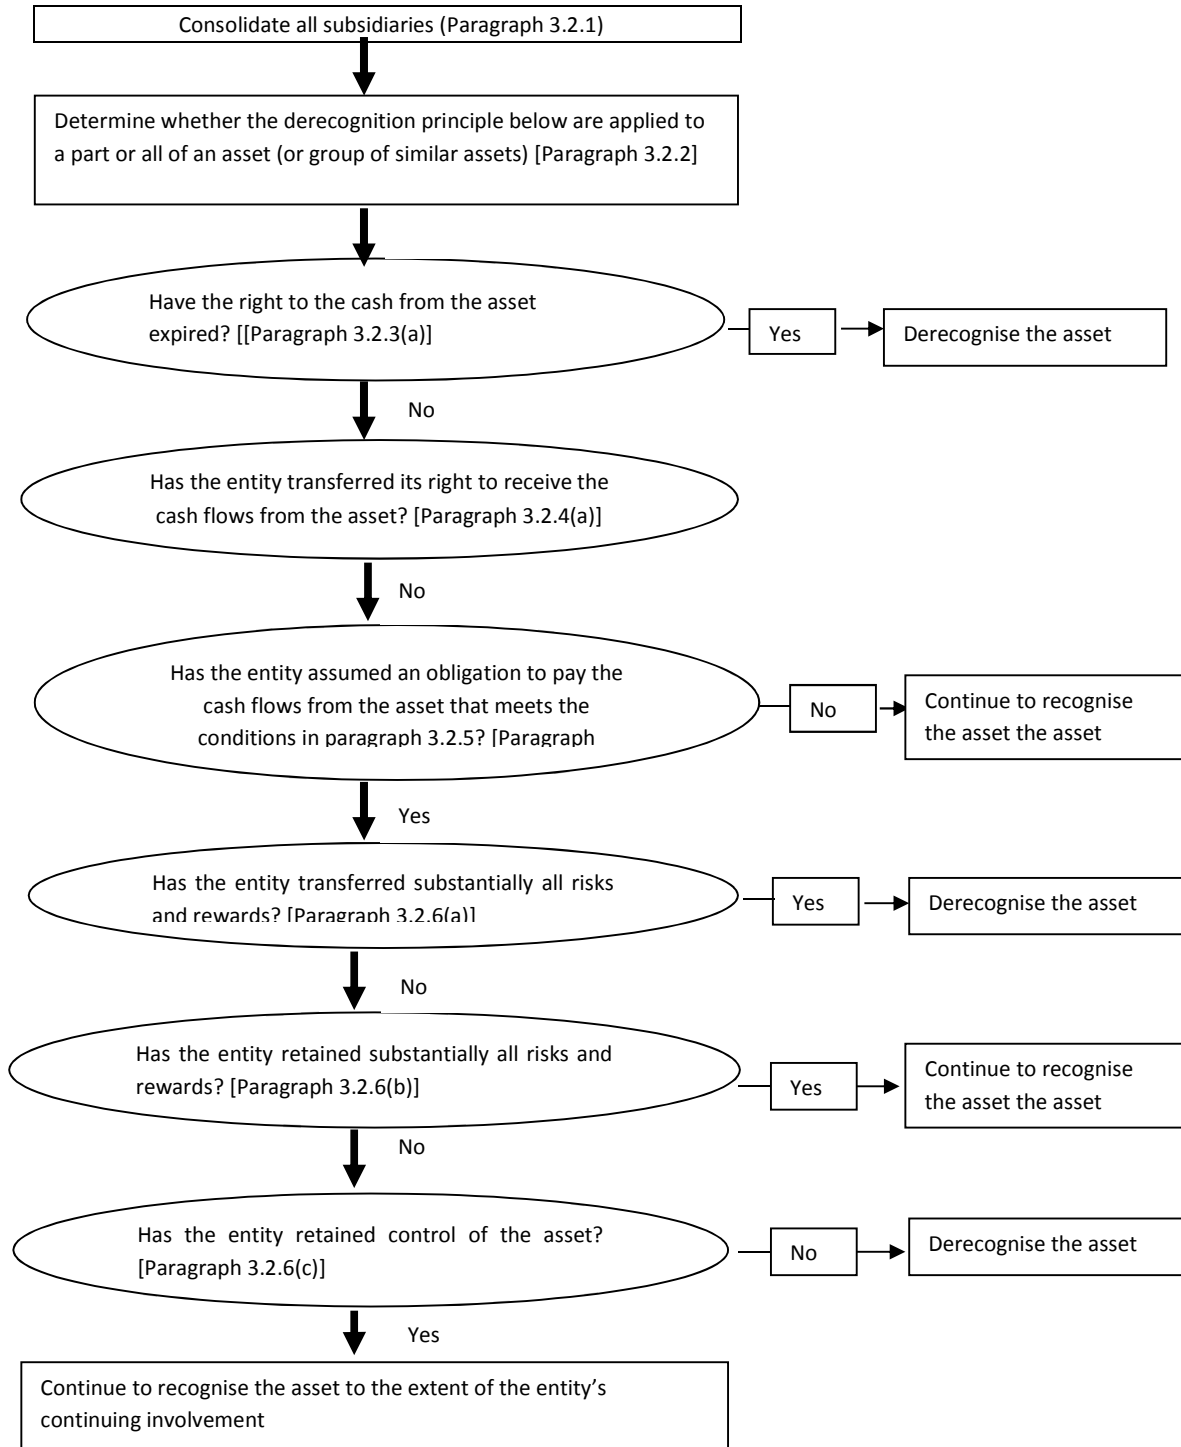 Consolidate all subsidiaries (Paragraph 3.2.1)
Determine whether the derecognition principle below are applied to
a part or all of an asset (or group of similar assets) [Paragraph 3.2.2]
Have the right to the cash from the asset
expired? [[Paragraph 3.2.3(a)]
Yes
Derecognise the asset
No
Has the entity transferred its right to receive the
cash flows from the asset? [Paragraph 3.2.4(a)]
No
Has the entity assumed an obligation to pay the
cash flows from the asset that meets the
conditions in paragraph 3.2.5? [Paragraph
No
Continue to recognise
the asset the asset
Yes
Has the entity transferred substantially all risks
and rewards? [Paragraph 3.2.6(a)]
Yes
Derecognise the asset
No
Has the entity retained substantially all risks and
rewards? [Paragraph 3.2.6(b)]
Yes
Continue to recognise
the asset the asset
No
Has the entity retained control of the asset?
[Paragraph 3.2.6(c)]
No
Derecognise the asset
Yes
Continue to recognise the asset to the extent of the entity’s
continuing involvement